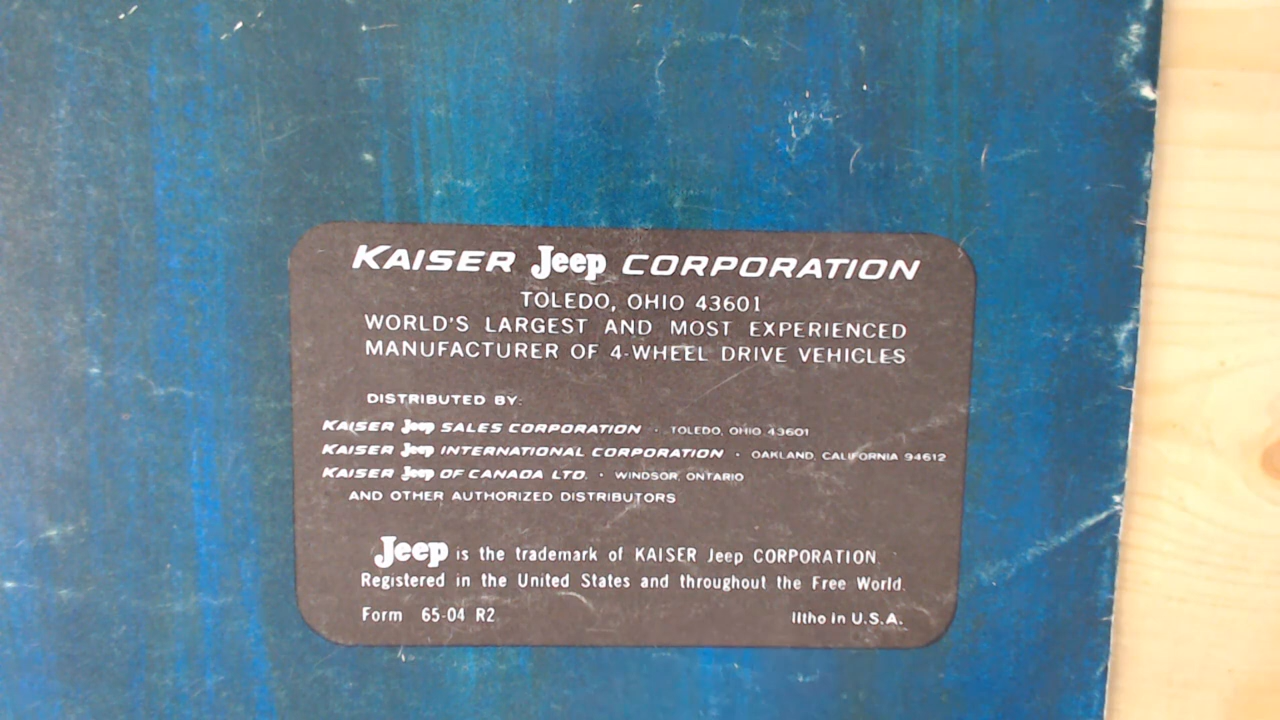 KAISER Jeep CORPORATION
TOLEDO, OHIO 43601
WORLD'S LARGEST AND MOST EXPERIENCED
MANUFACTURER OF 4-WHEEL DRIVE VEHICLES
DISTRIBUTED BY:
KAISER Jeep SALES CORPORATION · TOLEDO, OHIO 43601
KAISER Jeep INTERNATIONAL CORPORATION · OAKLAND, CALIFORNIA 94612
KAISER Jeep OF CANADA LTD. · WINDSOR, ONTARIO
AND OTHER AUTHORIZED DISTRIBUTORS
Jeep is the trademark of KAISER Jeep CORPORATION.
Registered in the United States and throughout the Free World.
Form 65-04 R2
litho in U.S.A.